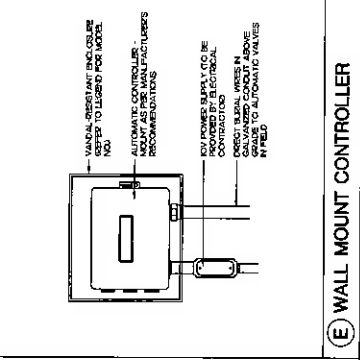 VANDAL-RESISTANT ENCLOSURE
REFER TO LEGEND FOR MODEL
NO.)
AUTOMATIC CONTROLLER -
MOUNT AS PER MANUFACTURER'S
RECOMMENDATIONS
POWER SUPPLY (TO BE
PROVIDED BY ELECTRICAL
CONTRACTOR)
DIRECT BURIAL WIRES IN
GALVANIZED CONDUIT ABOVE
GRADE TO AUTOMATIC VALVES
IN FIELD
E WALL MOUNT CONTROLLER